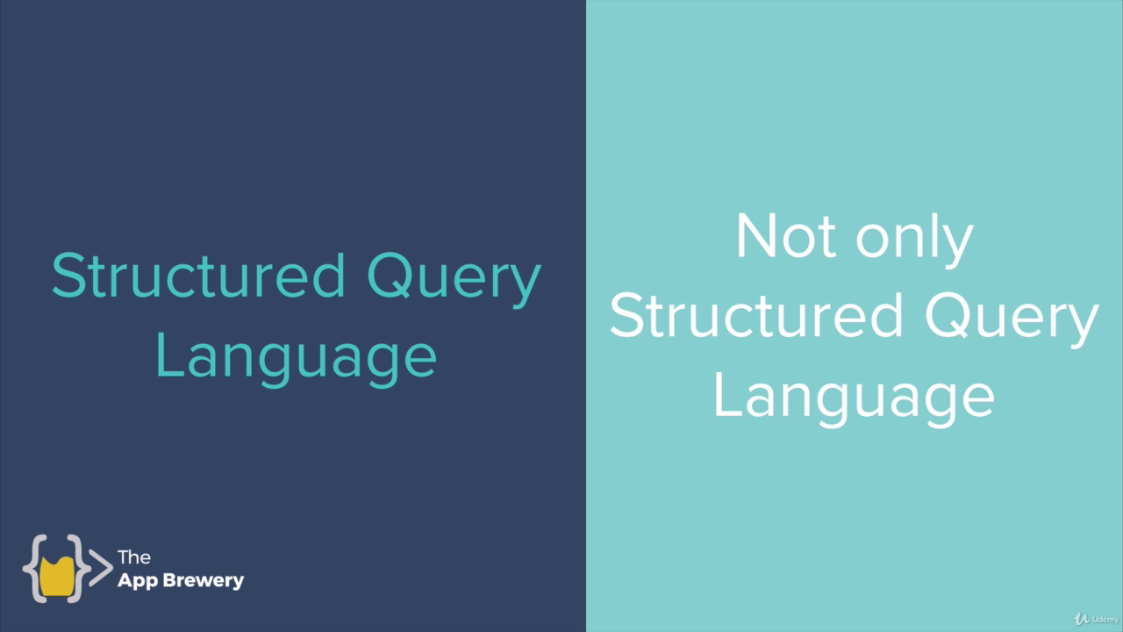 Structured Query
Language
Not only
Structured Query
Language
The
App Brewery
Udemy